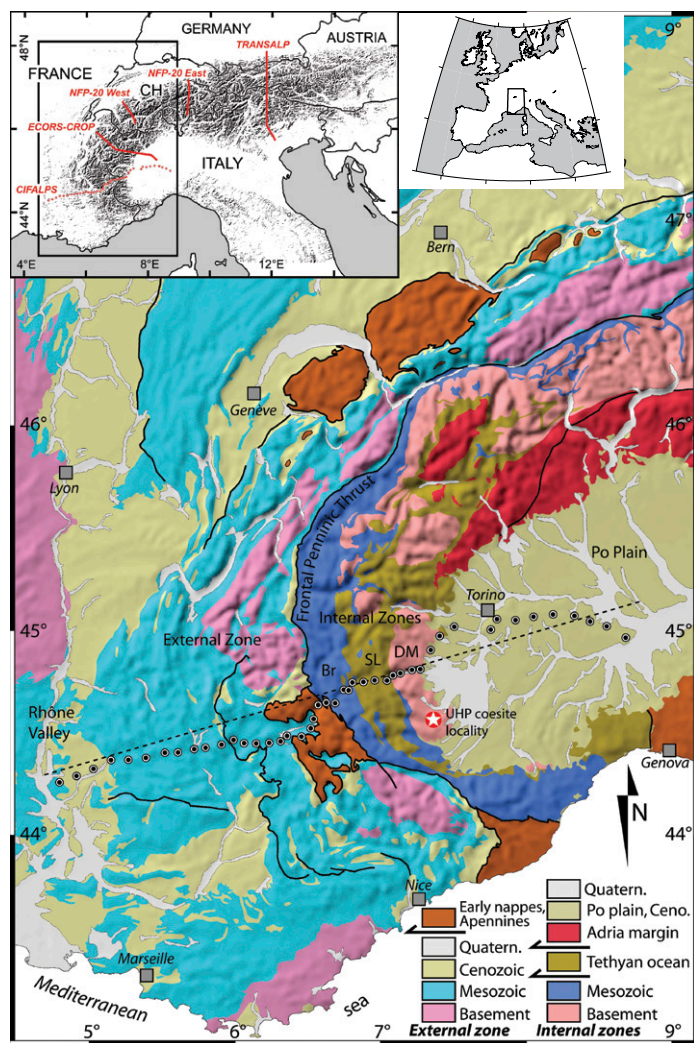 GERMANY
48°N
AUSTRIA
TRANSALP
FRANCE
NFP-20 East
CH
NFP-20 West
ECORS-CROP
ITALY
CIFALPS
44°N
4°E
8°E
12°E
9°
47°
Bern
46°
46°
Genève
Lyon
Frontal Penninic Thrust
Po Plain
Torino
Internal Zones
45°
45°
External Zone
DM
SL
Br
UHP coesite
locality
Rhône
Valley
Genova
N
44°
44°
Nice
Marseille
Mediterranean
sea
Early nappes,
Apennines
Quatern.
Cenozoic
Mesozoic
Basement
External zone
Quatern.
Po plain, Ceno.
Adria margin
Tethyan ocean
Mesozoic
Basement
Internal zones
5°
6°
7°
9°